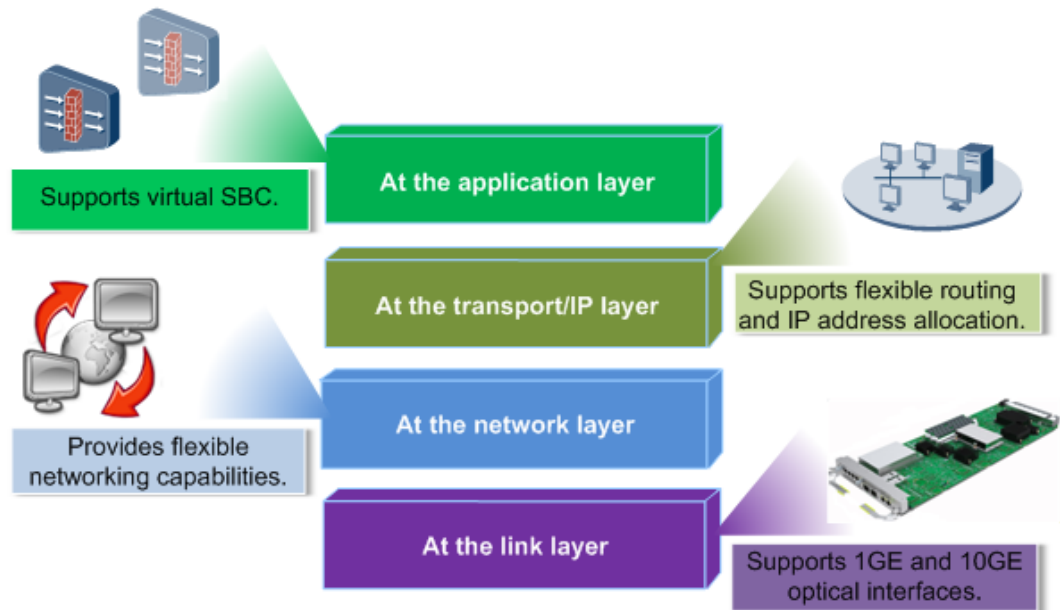 At the application layer
Supports virtual SBC.
At the transport/IP layer
Supports flexible routing
and IP address allocation.
At the network layer
Provides flexible
networking capabilities.
At the link layer
Supports 1GE and 10GE
optical interfaces.